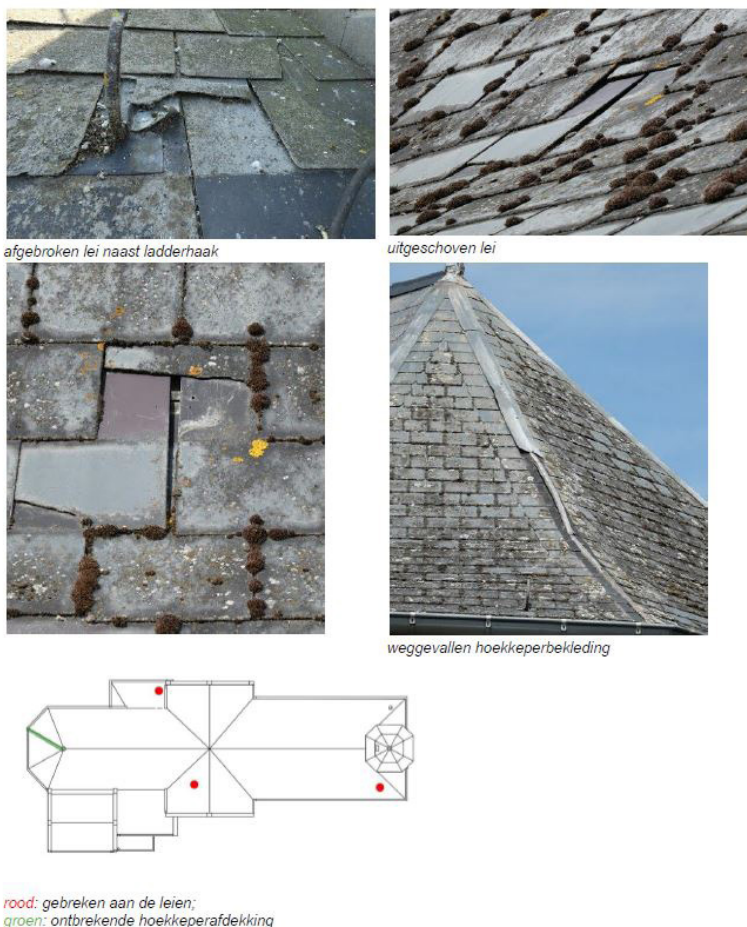 afgebroken lei naast ladderhaak
uitgeschoven lei
weggevallen hoekkeperbekleding
rood: gebreken aan de leien;
groen: ontbrekende hoekkeperafdekking